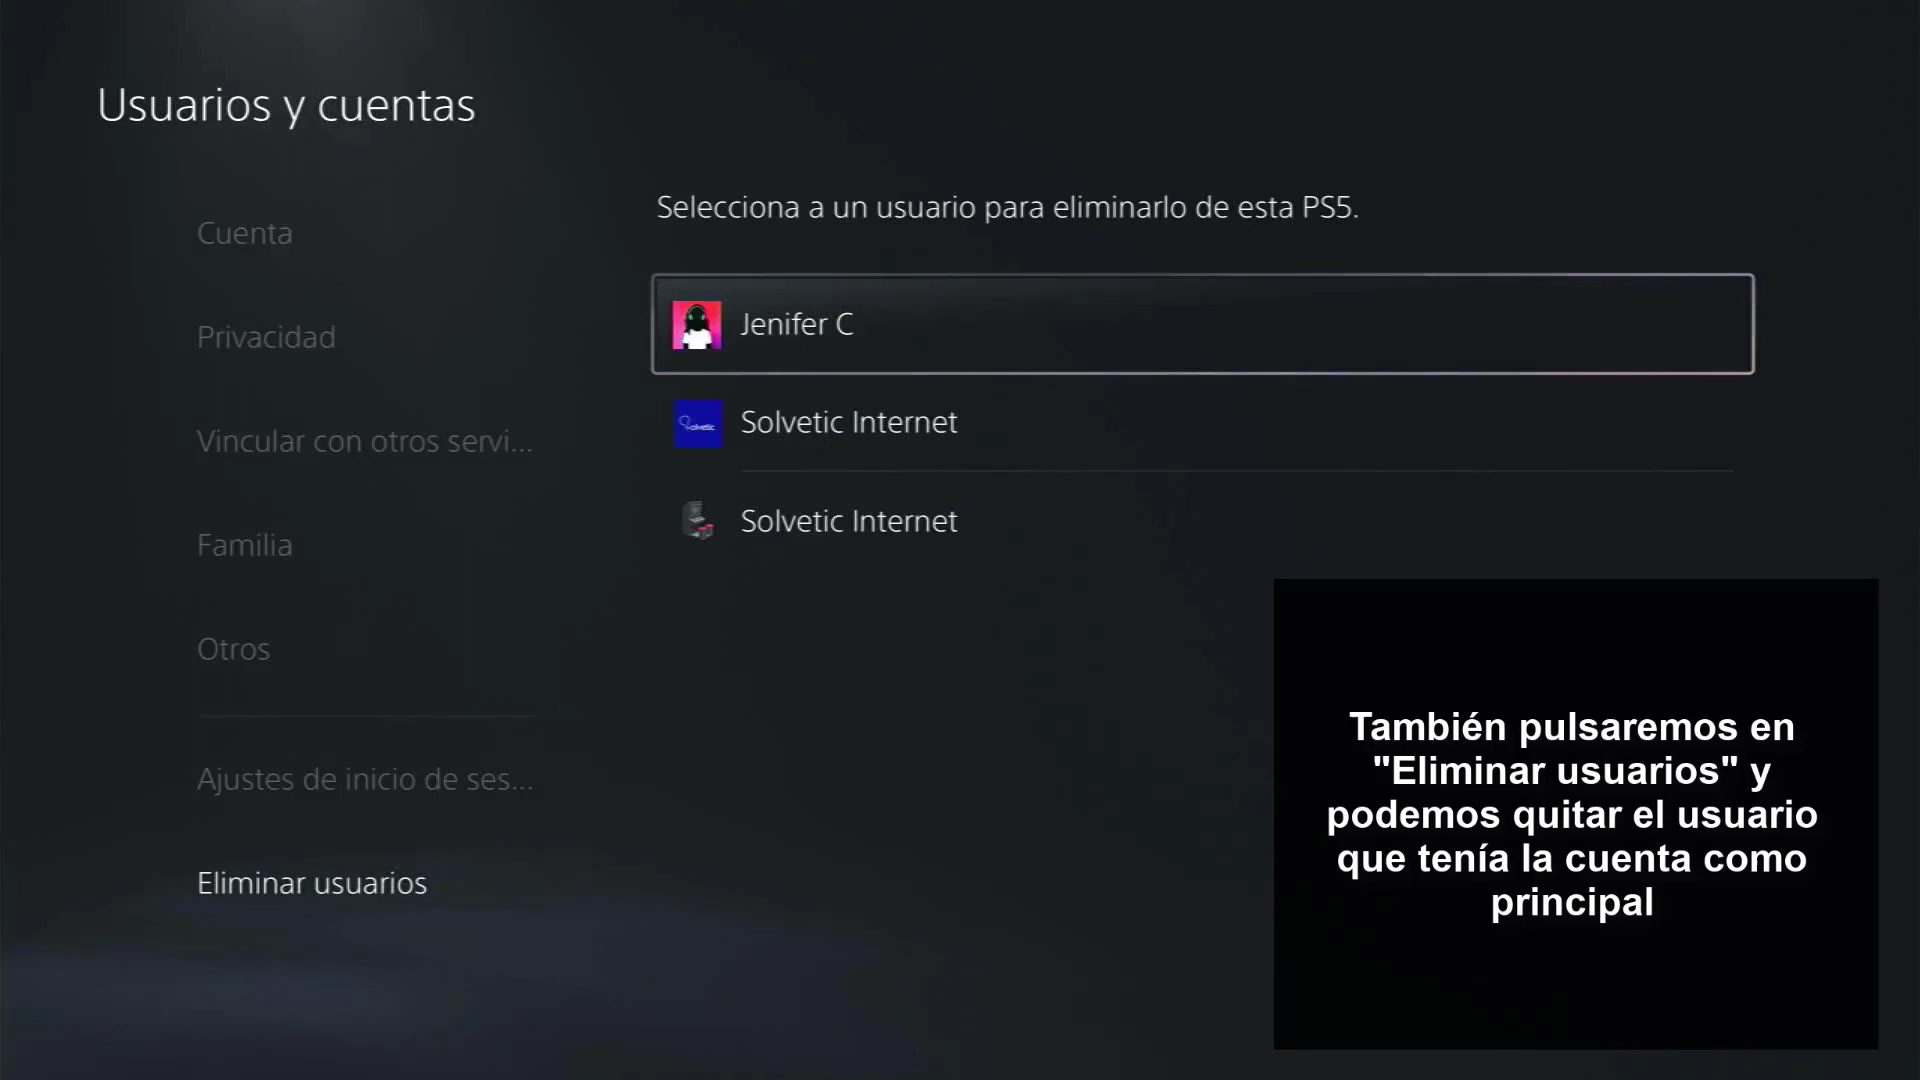 Usuarios y cuentas
Cuenta
Privacidad
Vincular con otros servi...
Familia
Otros
Ajustes de inicio de ses...
Eliminar usuarios
Selecciona a un usuario para eliminarlo de esta PS5.
Jenifer C
Solvetic
Solvetic Internet
Solvetic Internet
También pulsaremos en
"Eliminar usuarios" y
podemos quitar el usuario
que tenía la cuenta como
principal